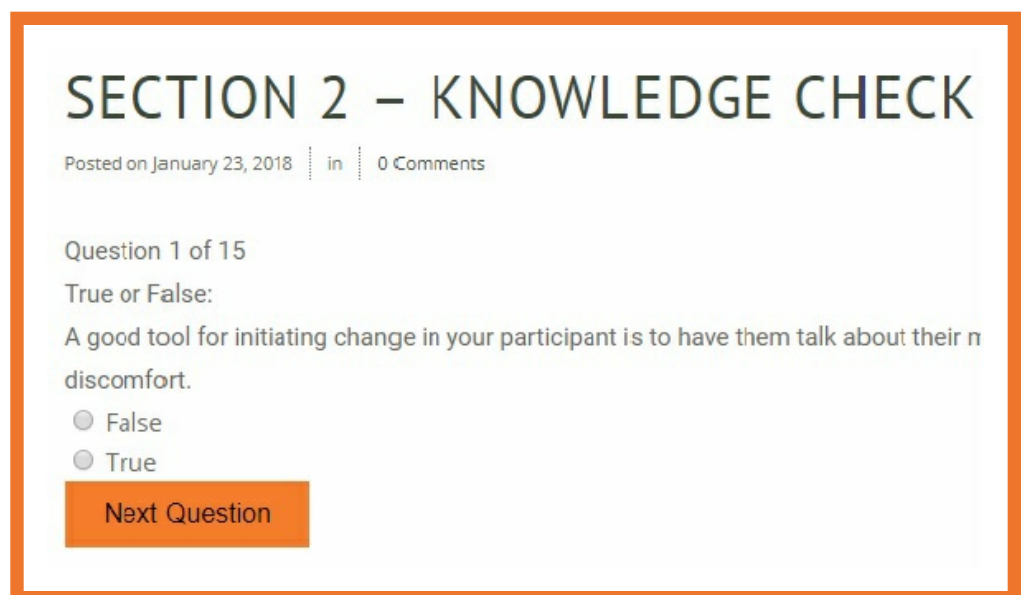 SECTION 2 – KNOWLEDGE CHECK
Posted on January 23, 2018 in 0 Comments
Question 1 of 15
True or False:
A good tool for initiating change in your participant is to have them talk about their
discomfort.
False
True
Next Question